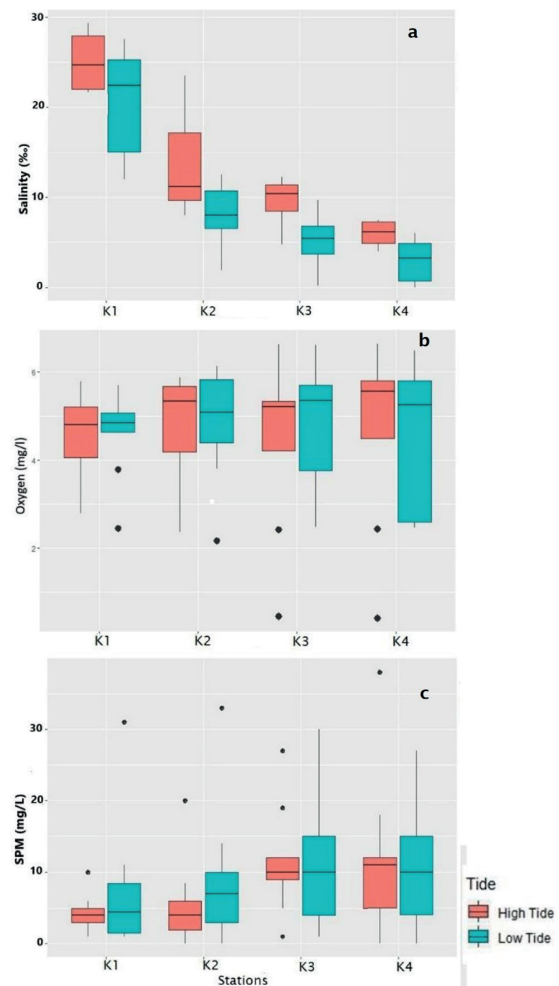 a
30
20
10
0
Salinity (‰)
K1 K2 K3 K4
b
6
4
2
Oxygen (mg/l)
K1 K2 K3 K4
c
30
20
10
0
SPM (mg/L)
K1 K2 K3 K4
Stations
Tide
High Tide
Low Tide